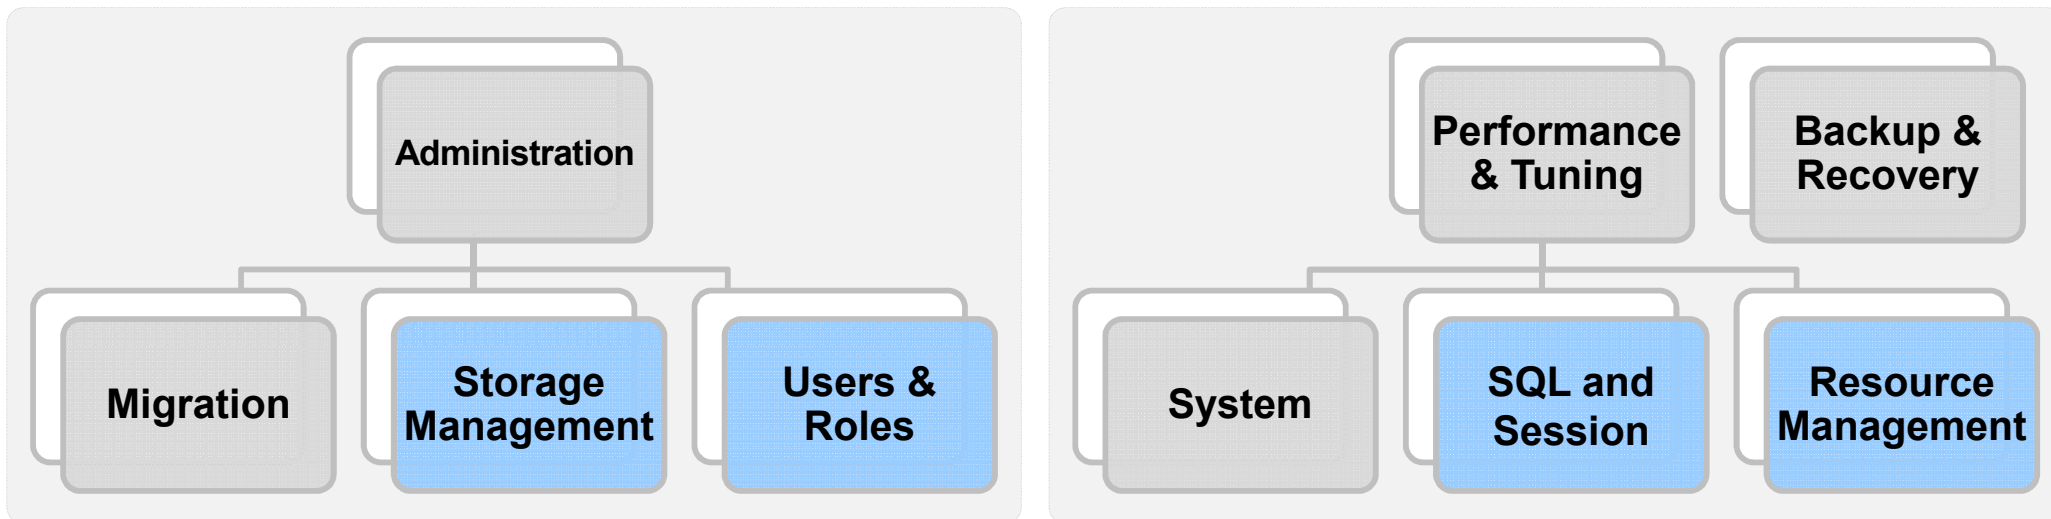 Administration
Migration
Storage
Management
Users &
Roles
Performance
& Tuning
Backup &
Recovery
System
SQL and
Session
Resource
Management